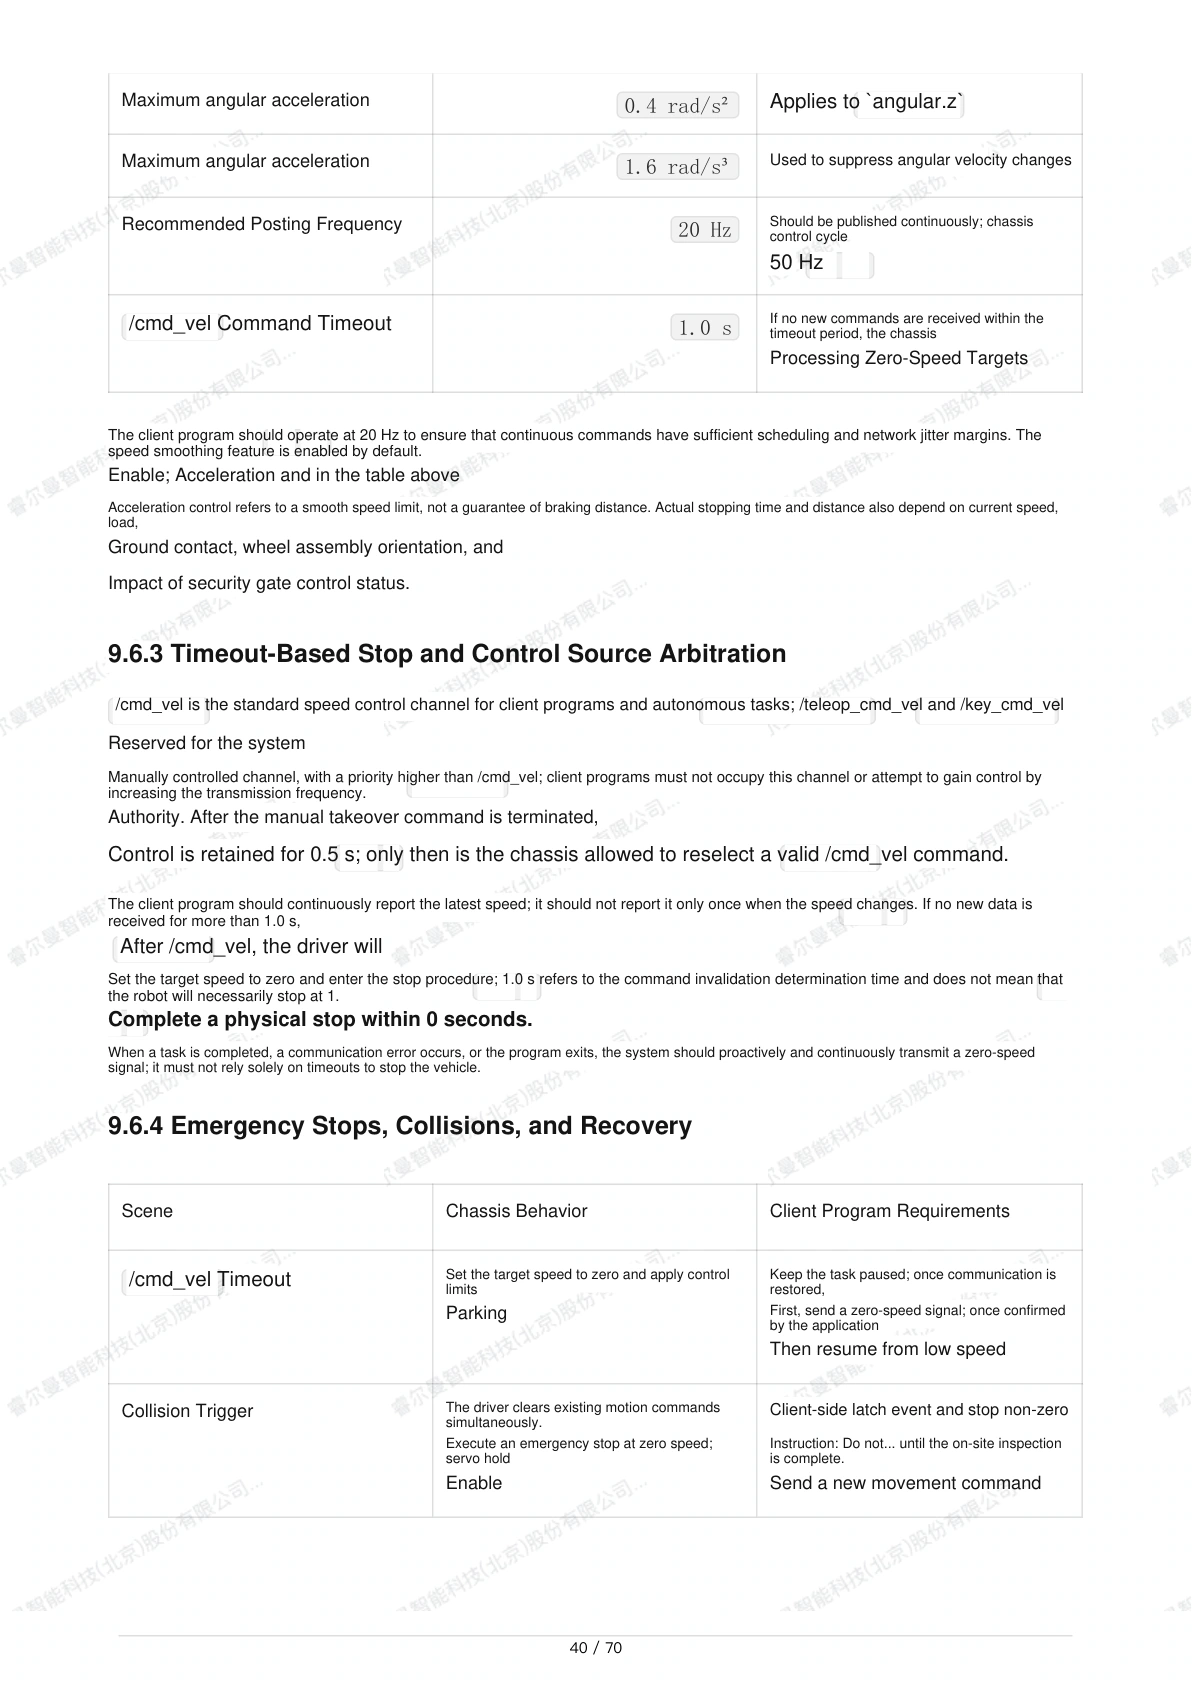 Maximum angular acceleration
0.4 rad/s²
Applies to `angular.z`
Maximum angular acceleration
1.6 rad/s³
Used to suppress angular velocity changes
Recommended Posting Frequency
20 Hz
Should be published continuously; chassis
control cycle
50 Hz
/cmd_vel Command Timeout
1.0 s
If no new commands are received within the
timeout period, the chassis
Processing Zero-Speed Targets
The client program should operate at 20 Hz to ensure that continuous commands have sufficient scheduling and network jitter margins. The
speed smoothing feature is enabled by default.
Enable; Acceleration and in the table above
Acceleration control refers to a smooth speed limit, not a guarantee of braking distance. Actual stopping time and distance also depend on current speed,
load,
Ground contact, wheel assembly orientation, and
Impact of security gate control status.
9.6.3 Timeout-Based Stop and Control Source Arbitration
/cmd_vel is the standard speed control channel for client programs and autonomous tasks; /teleop_cmd_vel and /key_cmd_vel
Reserved for the system
Manually controlled channel, with a priority higher than /cmd_vel; client programs must not occupy this channel or attempt to gain control by
increasing the transmission frequency.
Authority. After the manual takeover command is terminated,
Control is retained for 0.5 s; only then is the chassis allowed to reselect a valid /cmd_vel command.
The client program should continuously report the latest speed; it should not report it only once when the speed changes. If no new data is
received for more than 1.0 s,
After /cmd_vel, the driver will
Set the target speed to zero and enter the stop procedure; 1.0 s refers to the command invalidation determination time and does not mean that
the robot will necessarily stop at 1.
Complete a physical stop within 0 seconds.
When a task is completed, a communication error occurs, or the program exits, the system should proactively and continuously transmit a zero-speed
signal; it must not rely solely on timeouts to stop the vehicle.
9.6.4 Emergency Stops, Collisions, and Recovery
Scene
Chassis Behavior
Client Program Requirements
/cmd_vel Timeout
Set the target speed to zero and apply control
limits
Parking
Keep the task paused; once communication is
restored,
First, send a zero-speed signal; once confirmed
by the application
Then resume from low speed
Collision Trigger
The driver clears existing motion commands
simultaneously.
Execute an emergency stop at zero speed;
servo hold
Enable
Client-side latch event and stop non-zero
Instruction: Do not... until the on-site inspection
is complete.
Send a new movement command
睿尔曼智能科技(北京)股份有限公司...
40 / 70